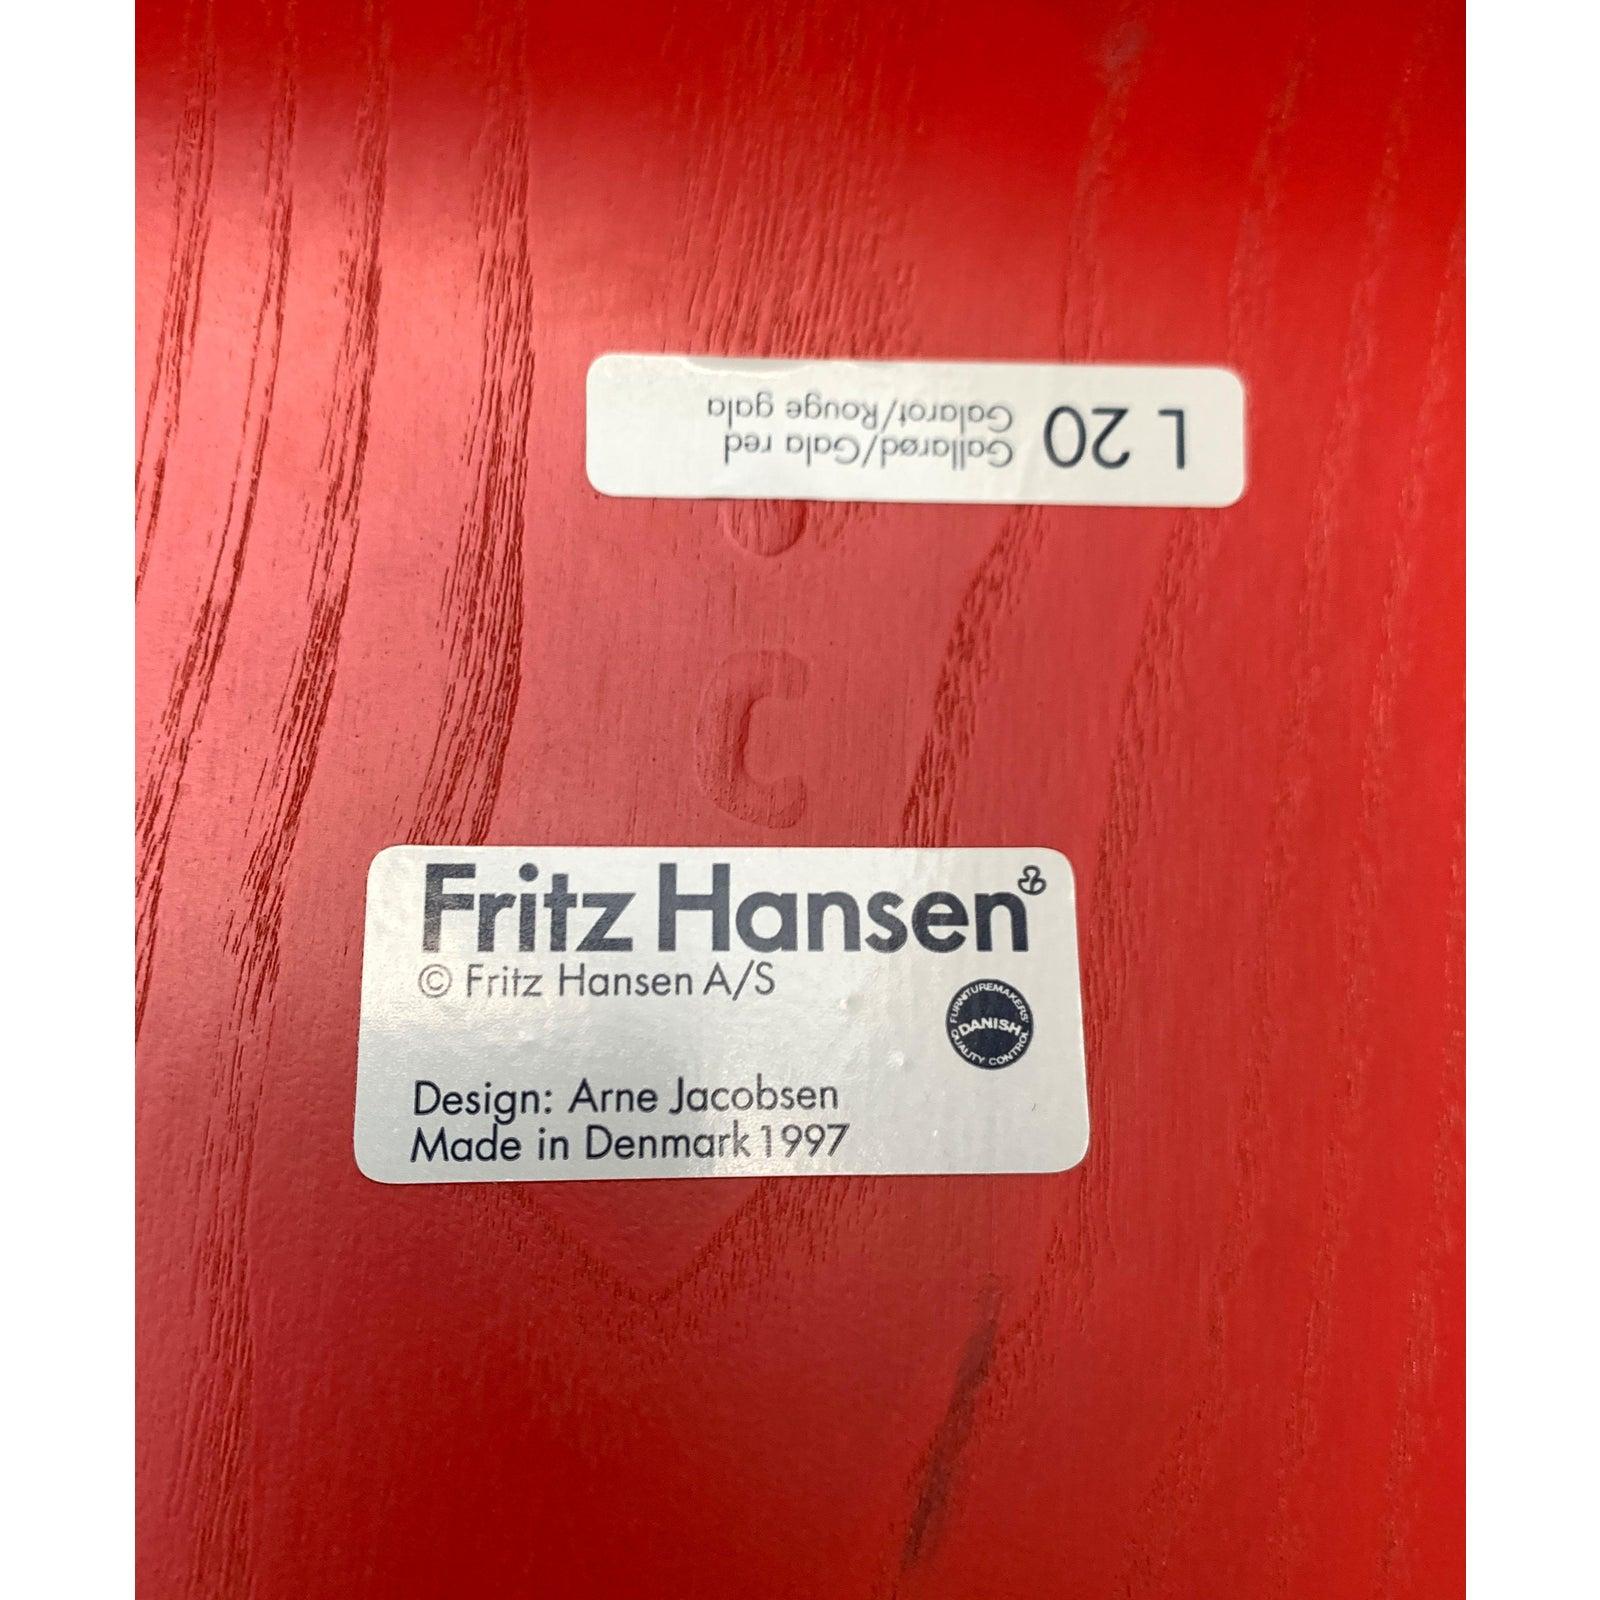 L 20
Gallarød/Gala red
Galarot/Rouge gala
C
Fritz Hansen
© Fritz Hansen A/S
FURNITUREMAKERS'
DANISH
QUALITY CONTROL
Design: Arne Jacobsen
Made in Denmark 1997